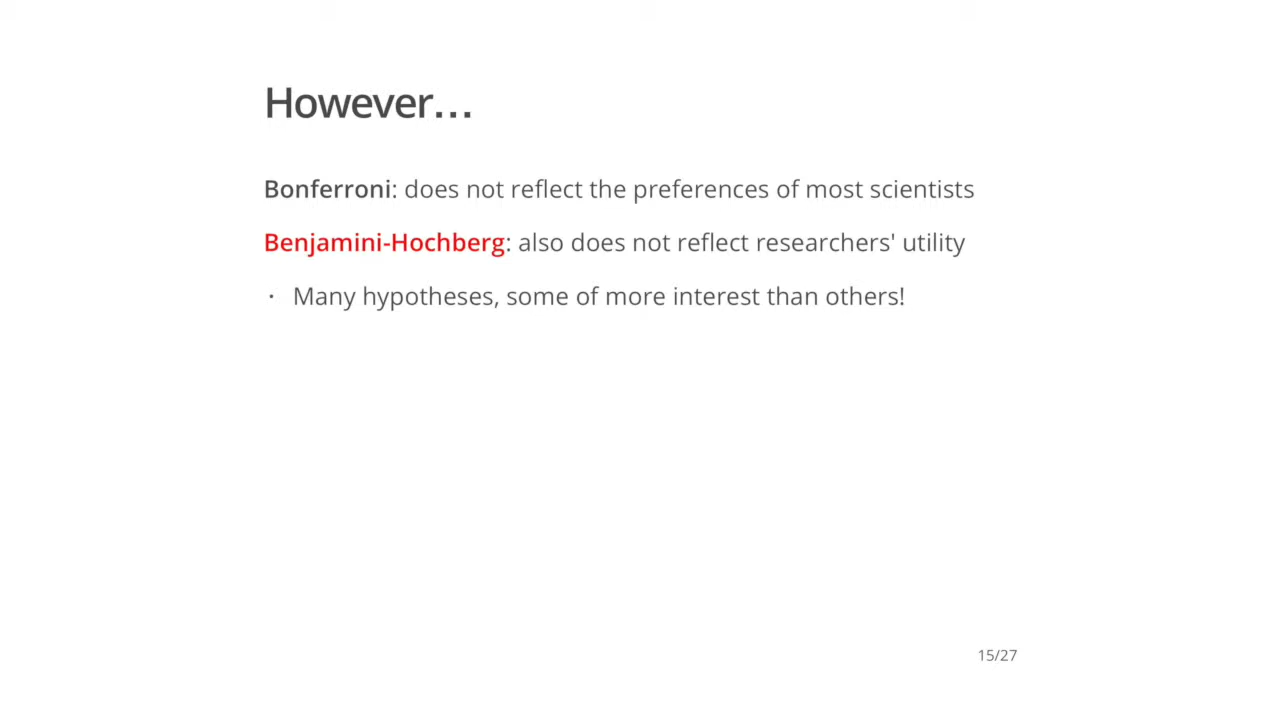 However…
Bonferroni: does not reflect the preferences of most scientists
Benjamini-Hochberg: also does not reflect researchers' utility
· Many hypotheses, some of more interest than others!
15/27